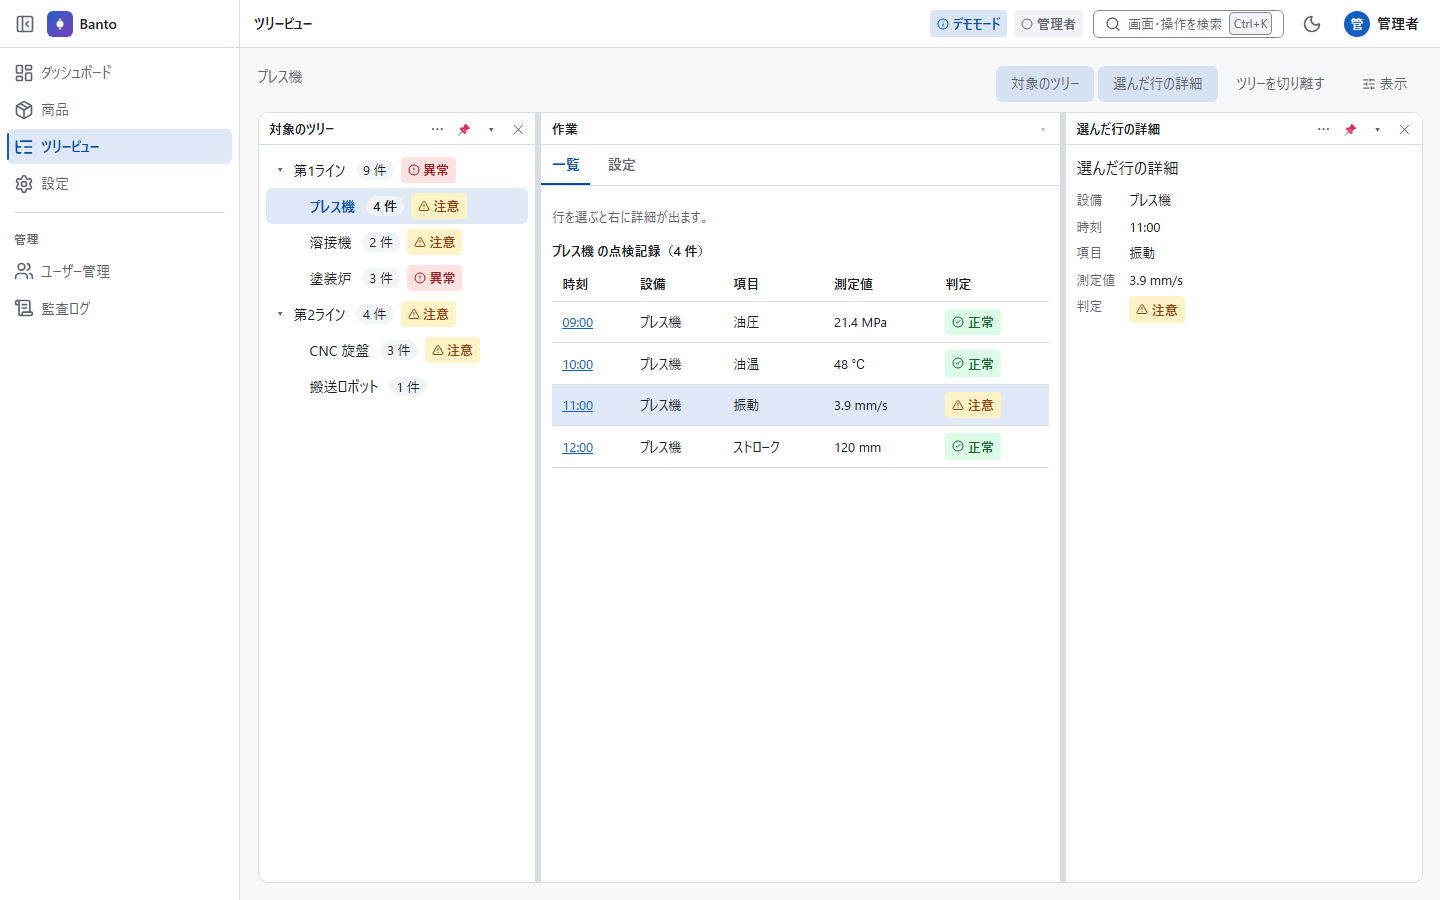 Banto
ツリービュー
デモモード
管理者
画面・操作を検索 Ctrl+K
管 管理者
ダッシュボード
商品
ツリービュー
設定
管理
ユーザー管理
監査ログ
プレス機
対象のツリー
選んだ行の詳細
ツリーを切り離す
表示
対象のツリー
第1ライン 9 件 異常
プレス機 4 件 注意
溶接機 2 件 注意
塗装炉 3 件 異常
第2ライン 4 件 注意
CNC 旋盤 3 件 注意
搬送ロボット 1 件
作業
一覧 設定
行を選ぶと右に詳細が出ます。
プレス機 の点検記録（4 件）
時刻 設備 項目 測定値 判定
09:00 プレス機 油圧 21.4 MPa 正常
10:00 プレス機 油温 48 °C 正常
11:00 プレス機 振動 3.9 mm/s 注意
12:00 プレス機 ストローク 120 mm 正常
選んだ行の詳細
選んだ行の詳細
設備 プレス機
時刻 11:00
項目 振動
測定値 3.9 mm/s
判定 注意